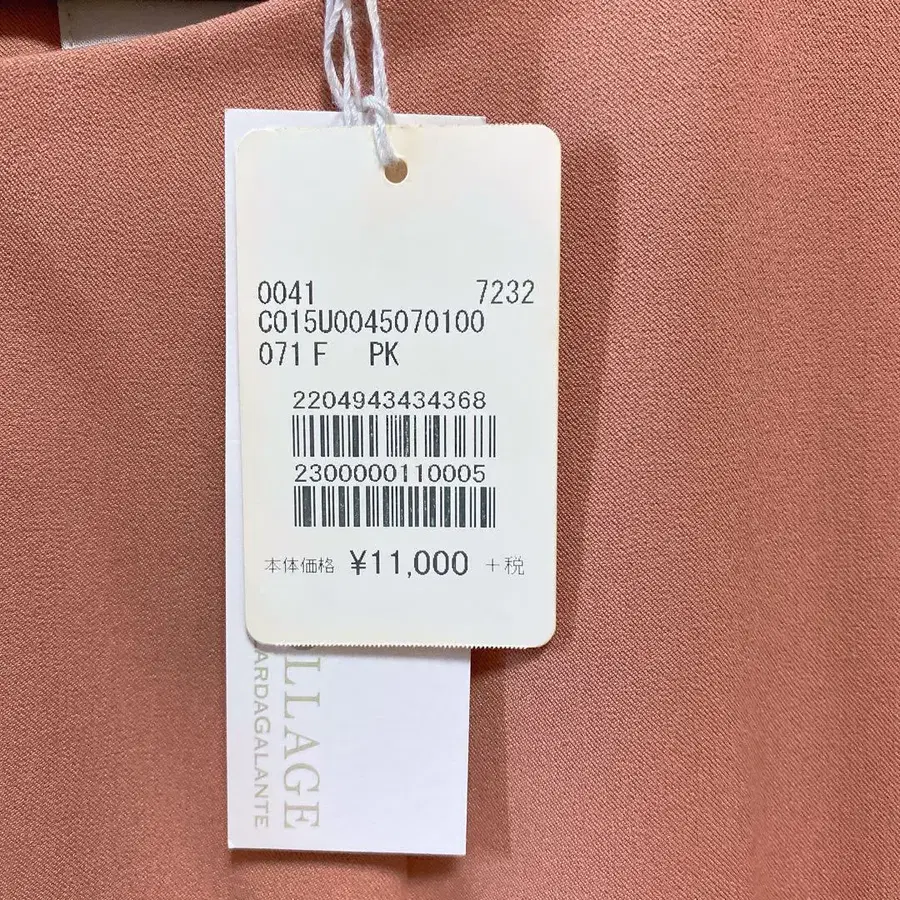 0041 7232
C015U0045070100
071 F PK
2204943434368
2300000110005
本体価格 ¥11,000 +税
LLAGE
ARDAGALANTE